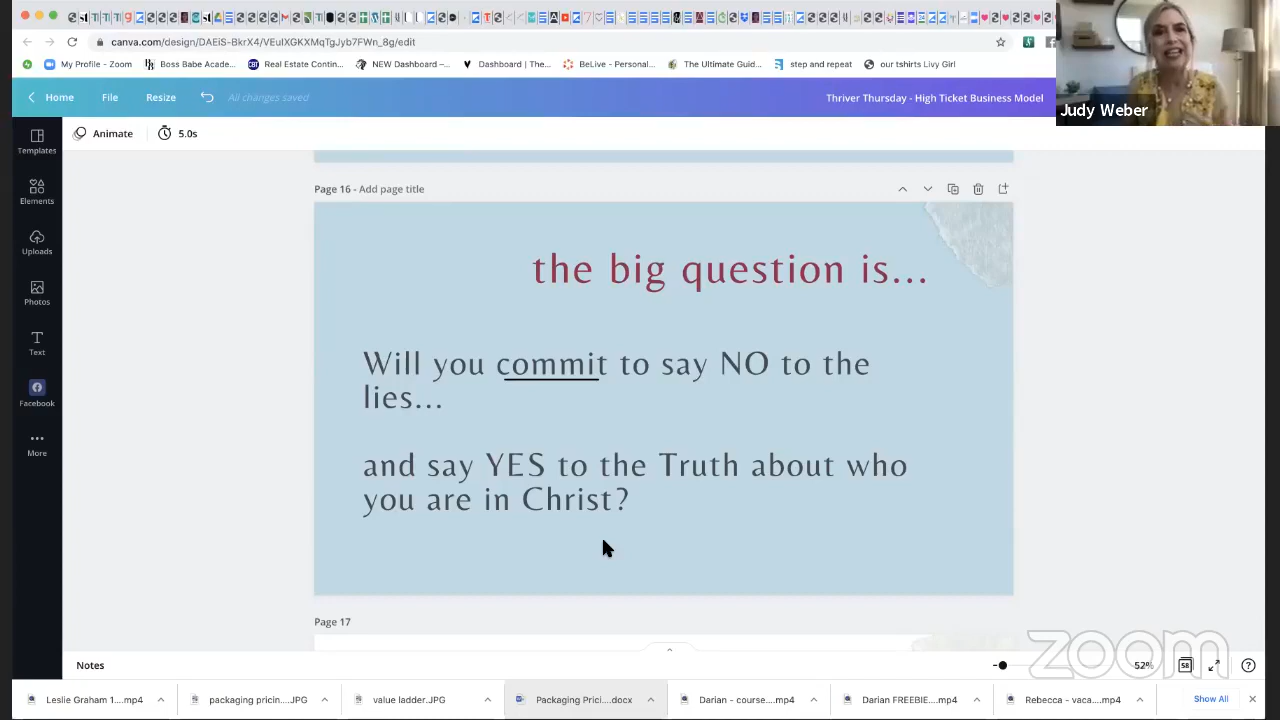 canva.com/design/DAEiS-BkrX4/VEuIXGKXMqTgJybZPWn_8g/edit
My Profile - Zoom
Boss Babe Acade...
Real Estate Contin...
NEW Dashboard –...
Dashboard | The...
BeLive - Personal...
The Ultimate Guid...
step and repeat
our tshirts Livy Girl
Judy Weber
Home
File
Resize
All changes saved
Thriver Thursday - High Ticket Business Model
Templates
Elements
Uploads
Photos
Text
Facebook
More
Animate
5.0s
Page 16 - Add page title
the big question is...
Will you commit to say NO to the
lies...
and say YES to the Truth about who
you are in Christ?
Page 17
zoom
Notes
52%
58
Leslie Graham 1....mp4
packaging pricin....JPG
value ladder.JPG
Packaging Prici....docx
Darian - course....mp4
Darian FREEBIE....mp4
Rebecca - vaca....mp4
Show All